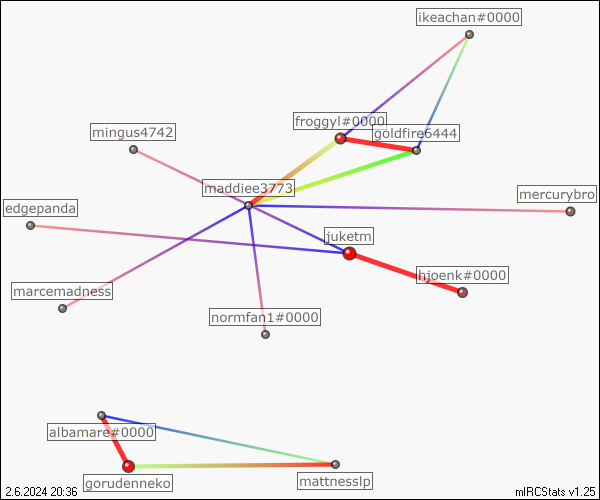 ikeachan#0000
froggyl#0000
goldfire6444
mingus4742
maddiee3773
mercurybro
edgepanda
juketm
hjoenk#0000
marcemadness
normfan1#0000
albamare#0000
gorudenneko
mattnesslp
2.6.2024 20:36
mIRCStats v1.25